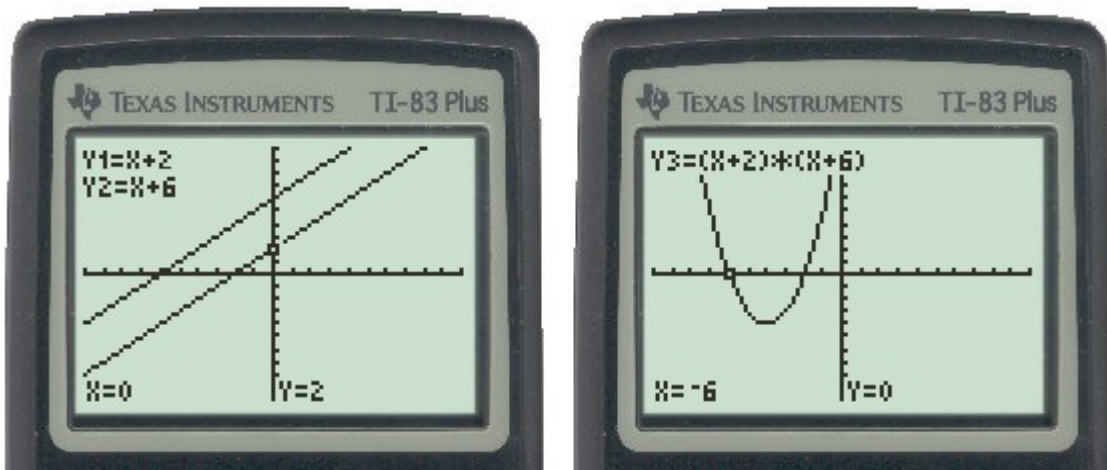 TEXAS INSTRUMENTS TI-83 Plus
Y1=X+2
Y2=X+6
X=0 Y=2
TEXAS INSTRUMENTS TI-83 Plus
Y3=(X+2)*(X+6)
X=-6 Y=0